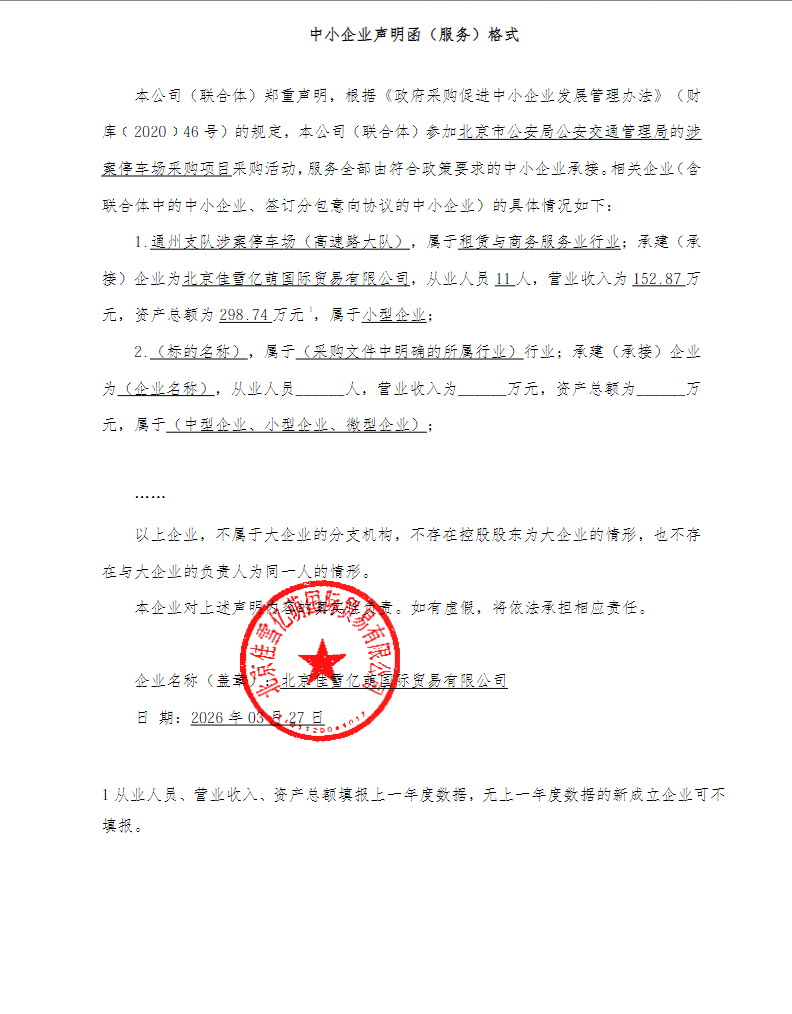 中小企业声明函（服务）格式
本公司（联合体）郑重声明，根据《政府采购促进中小企业发展管理办法》（财
库﹝2020﹞46 号）的规定，本公司（联合体）参加北京市公安局公安交通管理局的涉
案停车场采购项目采购活动，服务全部由符合政策要求的中小企业承接。相关企业（含
联合体中的中小企业、签订分包意向协议的中小企业）的具体情况如下：
1.通州支队涉案停车场（高速路大队），属于租赁与商务服务业行业；承建（承
接）企业为北京佳雪亿萌国际贸易有限公司，从业人员 11 人，营业收入为 152.87 万
元，资产总额为 298.74 万元 1，属于小型企业；
2.（标的名称），属于（采购文件中明确的所属行业）行业；承建（承接）企业
为（企业名称），从业人员______人，营业收入为______万元，资产总额为______万
元，属于（中型企业、小型企业、微型企业）；
……
以上企业，不属于大企业的分支机构，不存在控股股东为大企业的情形，也不存
在与大企业的负责人为同一人的情形。
本企业对上述声明内容的真实性负责。如有虚假，将依法承担相应责任。
北京佳雪亿萌国际贸易有限公司
企业名称（盖章）：北京佳雪亿萌国际贸易有限公司
日 期：2026 年 03 月 27 日
1 从业人员、营业收入、资产总额填报上一年度数据，无上一年度数据的新成立企业可不
填报。